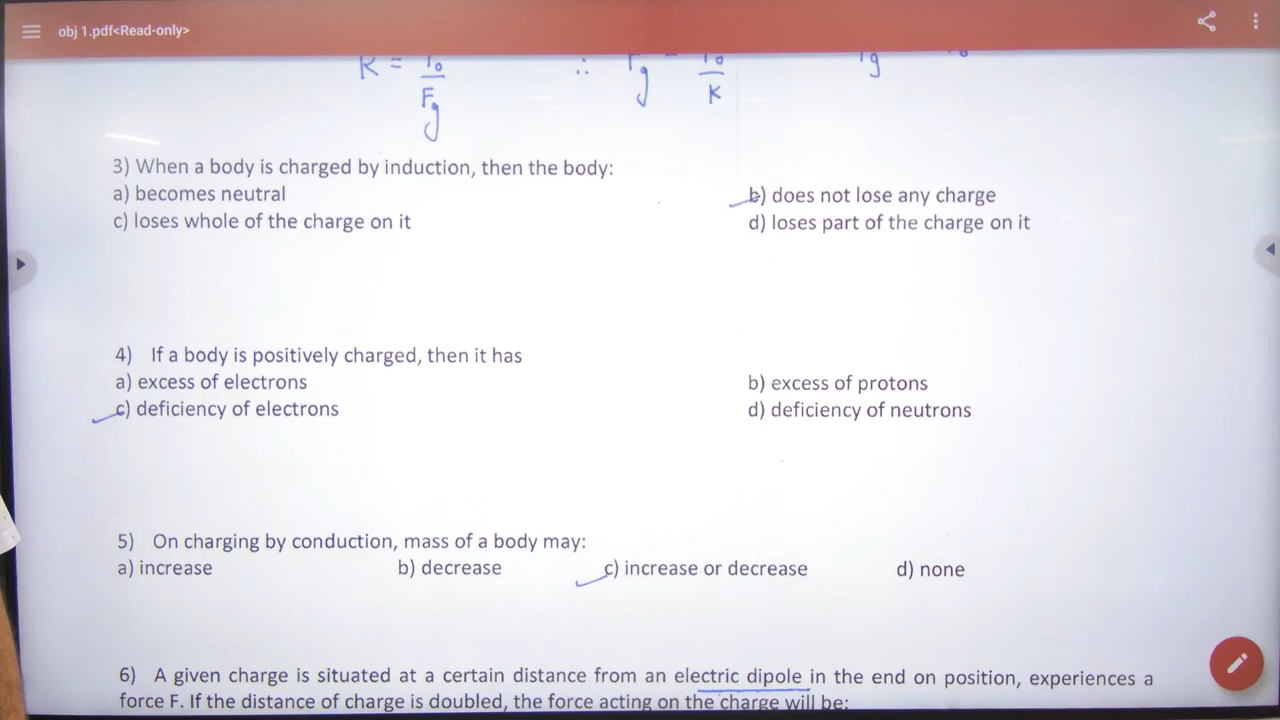 obj 1.pdf<Read-only>
K =
Fg
∴
g
K
g
3) When a body is charged by induction, then the body:
a) becomes neutral b) does not lose any charge
c) loses whole of the charge on it d) loses part of the charge on it
4) If a body is positively charged, then it has
a) excess of electrons b) excess of protons
c) deficiency of electrons d) deficiency of neutrons
5) On charging by conduction, mass of a body may:
a) increase b) decrease c) increase or decrease d) none
6) A given charge is situated at a certain distance from an electric dipole in the end on position, experiences a
force F. If the distance of charge is doubled, the force acting on the charge will be: